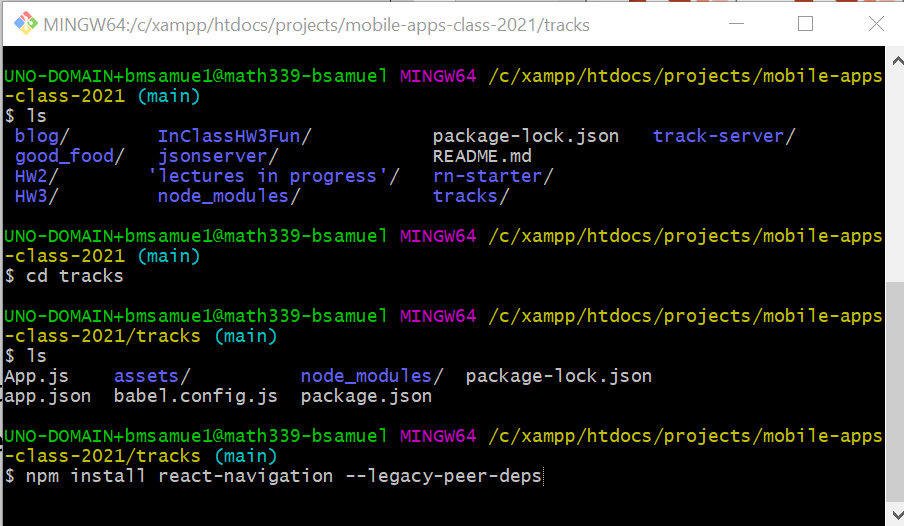 MINGW64:/c/xampp/htdocs/projects/mobile-apps-class-2021/tracks
UNO-DOMAIN+bmsamue1@math339-bsamuel MINGW64 /c/xampp/htdocs/projects/mobile-apps
-class-2021 (main)
$ ls
blog/ InClassHW3Fun/ package-lock.json track-server/
good_food/ jsonserver/ README.md
HW2/ 'lectures in progress'/ rn-starter/
HW3/ node_modules/ tracks/
UNO-DOMAIN+bmsamue1@math339-bsamuel MINGW64 /c/xampp/htdocs/projects/mobile-apps
-class-2021 (main)
$ cd tracks
UNO-DOMAIN+bmsamue1@math339-bsamuel MINGW64 /c/xampp/htdocs/projects/mobile-apps
-class-2021/tracks (main)
$ ls
App.js assets/ node_modules/ package-lock.json
app.json babel.config.js package.json
UNO-DOMAIN+bmsamue1@math339-bsamuel MINGW64 /c/xampp/htdocs/projects/mobile-apps
-class-2021/tracks (main)
$ npm install react-navigation --legacy-peer-deps